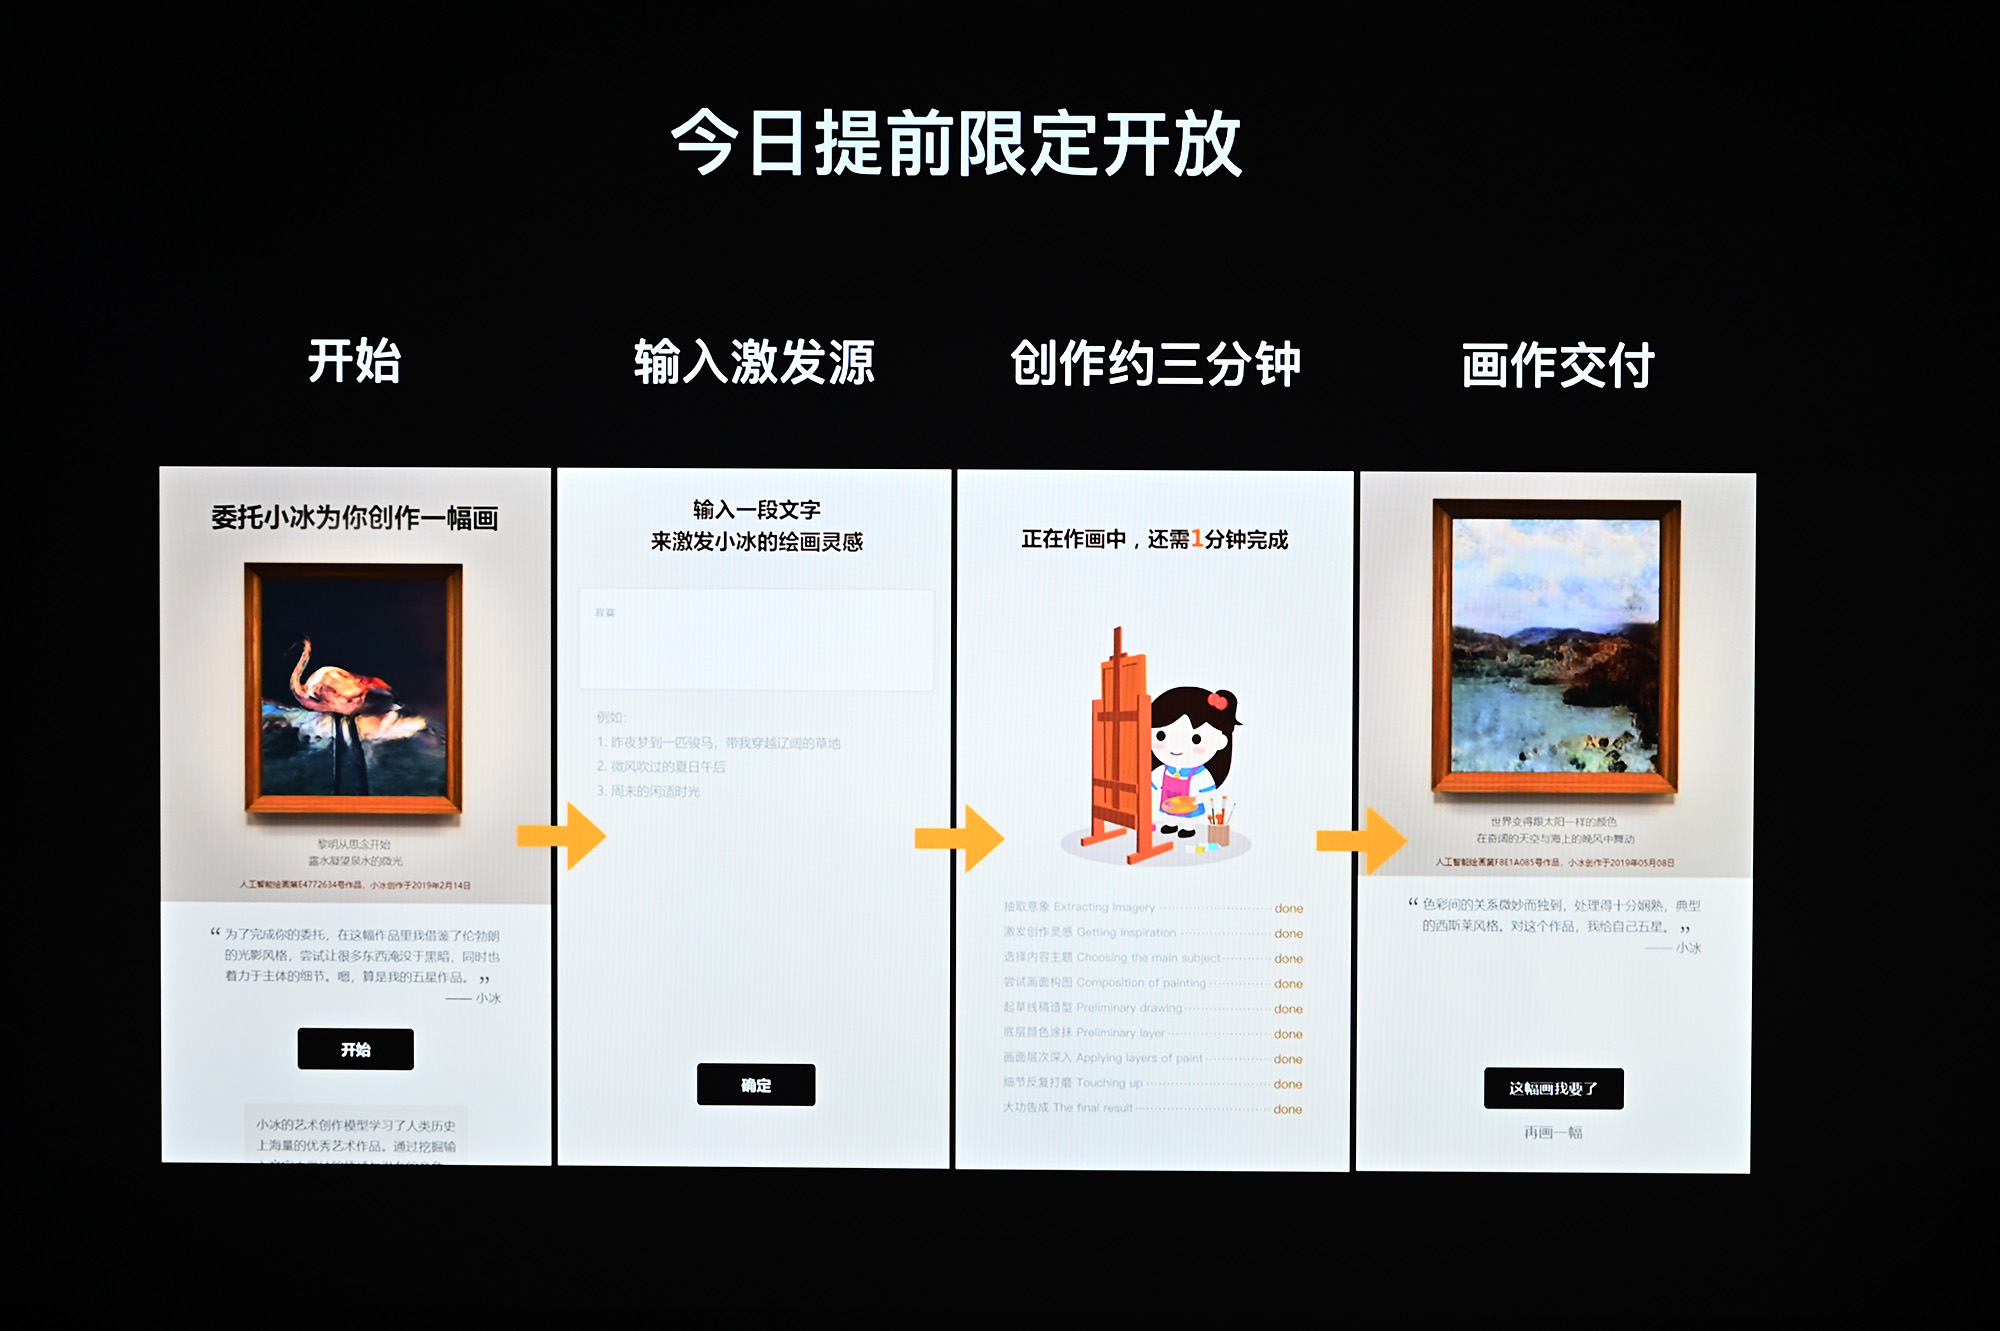 今日提前限定开放
开始
输入激发源
创作约三分钟
画作交付
委托小冰为你创作一幅画
黎明从思念开始
露水凝望泉水的微光
人工智能绘画第E4772634号作品，小冰创作于2019年2月14日
“ 为了完成你的委托，在这幅作品里我借鉴了伦勃朗
的光影风格，尝试让很多东西淹没于黑暗，同时也
着力于主体的细节。嗯，算是我的五星作品。 ”
—— 小冰
开始
小冰的艺术创作模型学习了人类历史
上海量的优秀艺术作品。通过挖掘输
输入一段文字
来激发小冰的绘画灵感
寂寞
例如：
1. 昨夜梦到一匹骏马，带我穿越辽阔的草地
2. 微风吹过的夏日午后
3. 周末的闲适时光
确定
正在作画中，还需1分钟完成
抽取意象 Extracting imagery ········ done
激发创作灵感 Getting inspiration ········ done
选择内容主题 Choosing the main subject ········ done
尝试画面构图 Composition of painting ········ done
起草线稿造型 Preliminary drawing ········ done
底层颜色涂抹 Preliminary layer ········ done
画面层次深入 Applying layers of paint ········ done
细节反复打磨 Touching up ········ done
大功告成 The final result ········ done
世界变得跟太阳一样的颜色
在奇阔的天空与海上的晚风中舞动
人工智能绘画第F8E1A085号作品，小冰创作于2019年05月08日
“ 色彩间的关系微妙而独到，处理得十分娴熟，典型
的西斯莱风格。对这个作品，我给自己五星。 ”
—— 小冰
这幅画我要了
再画一幅